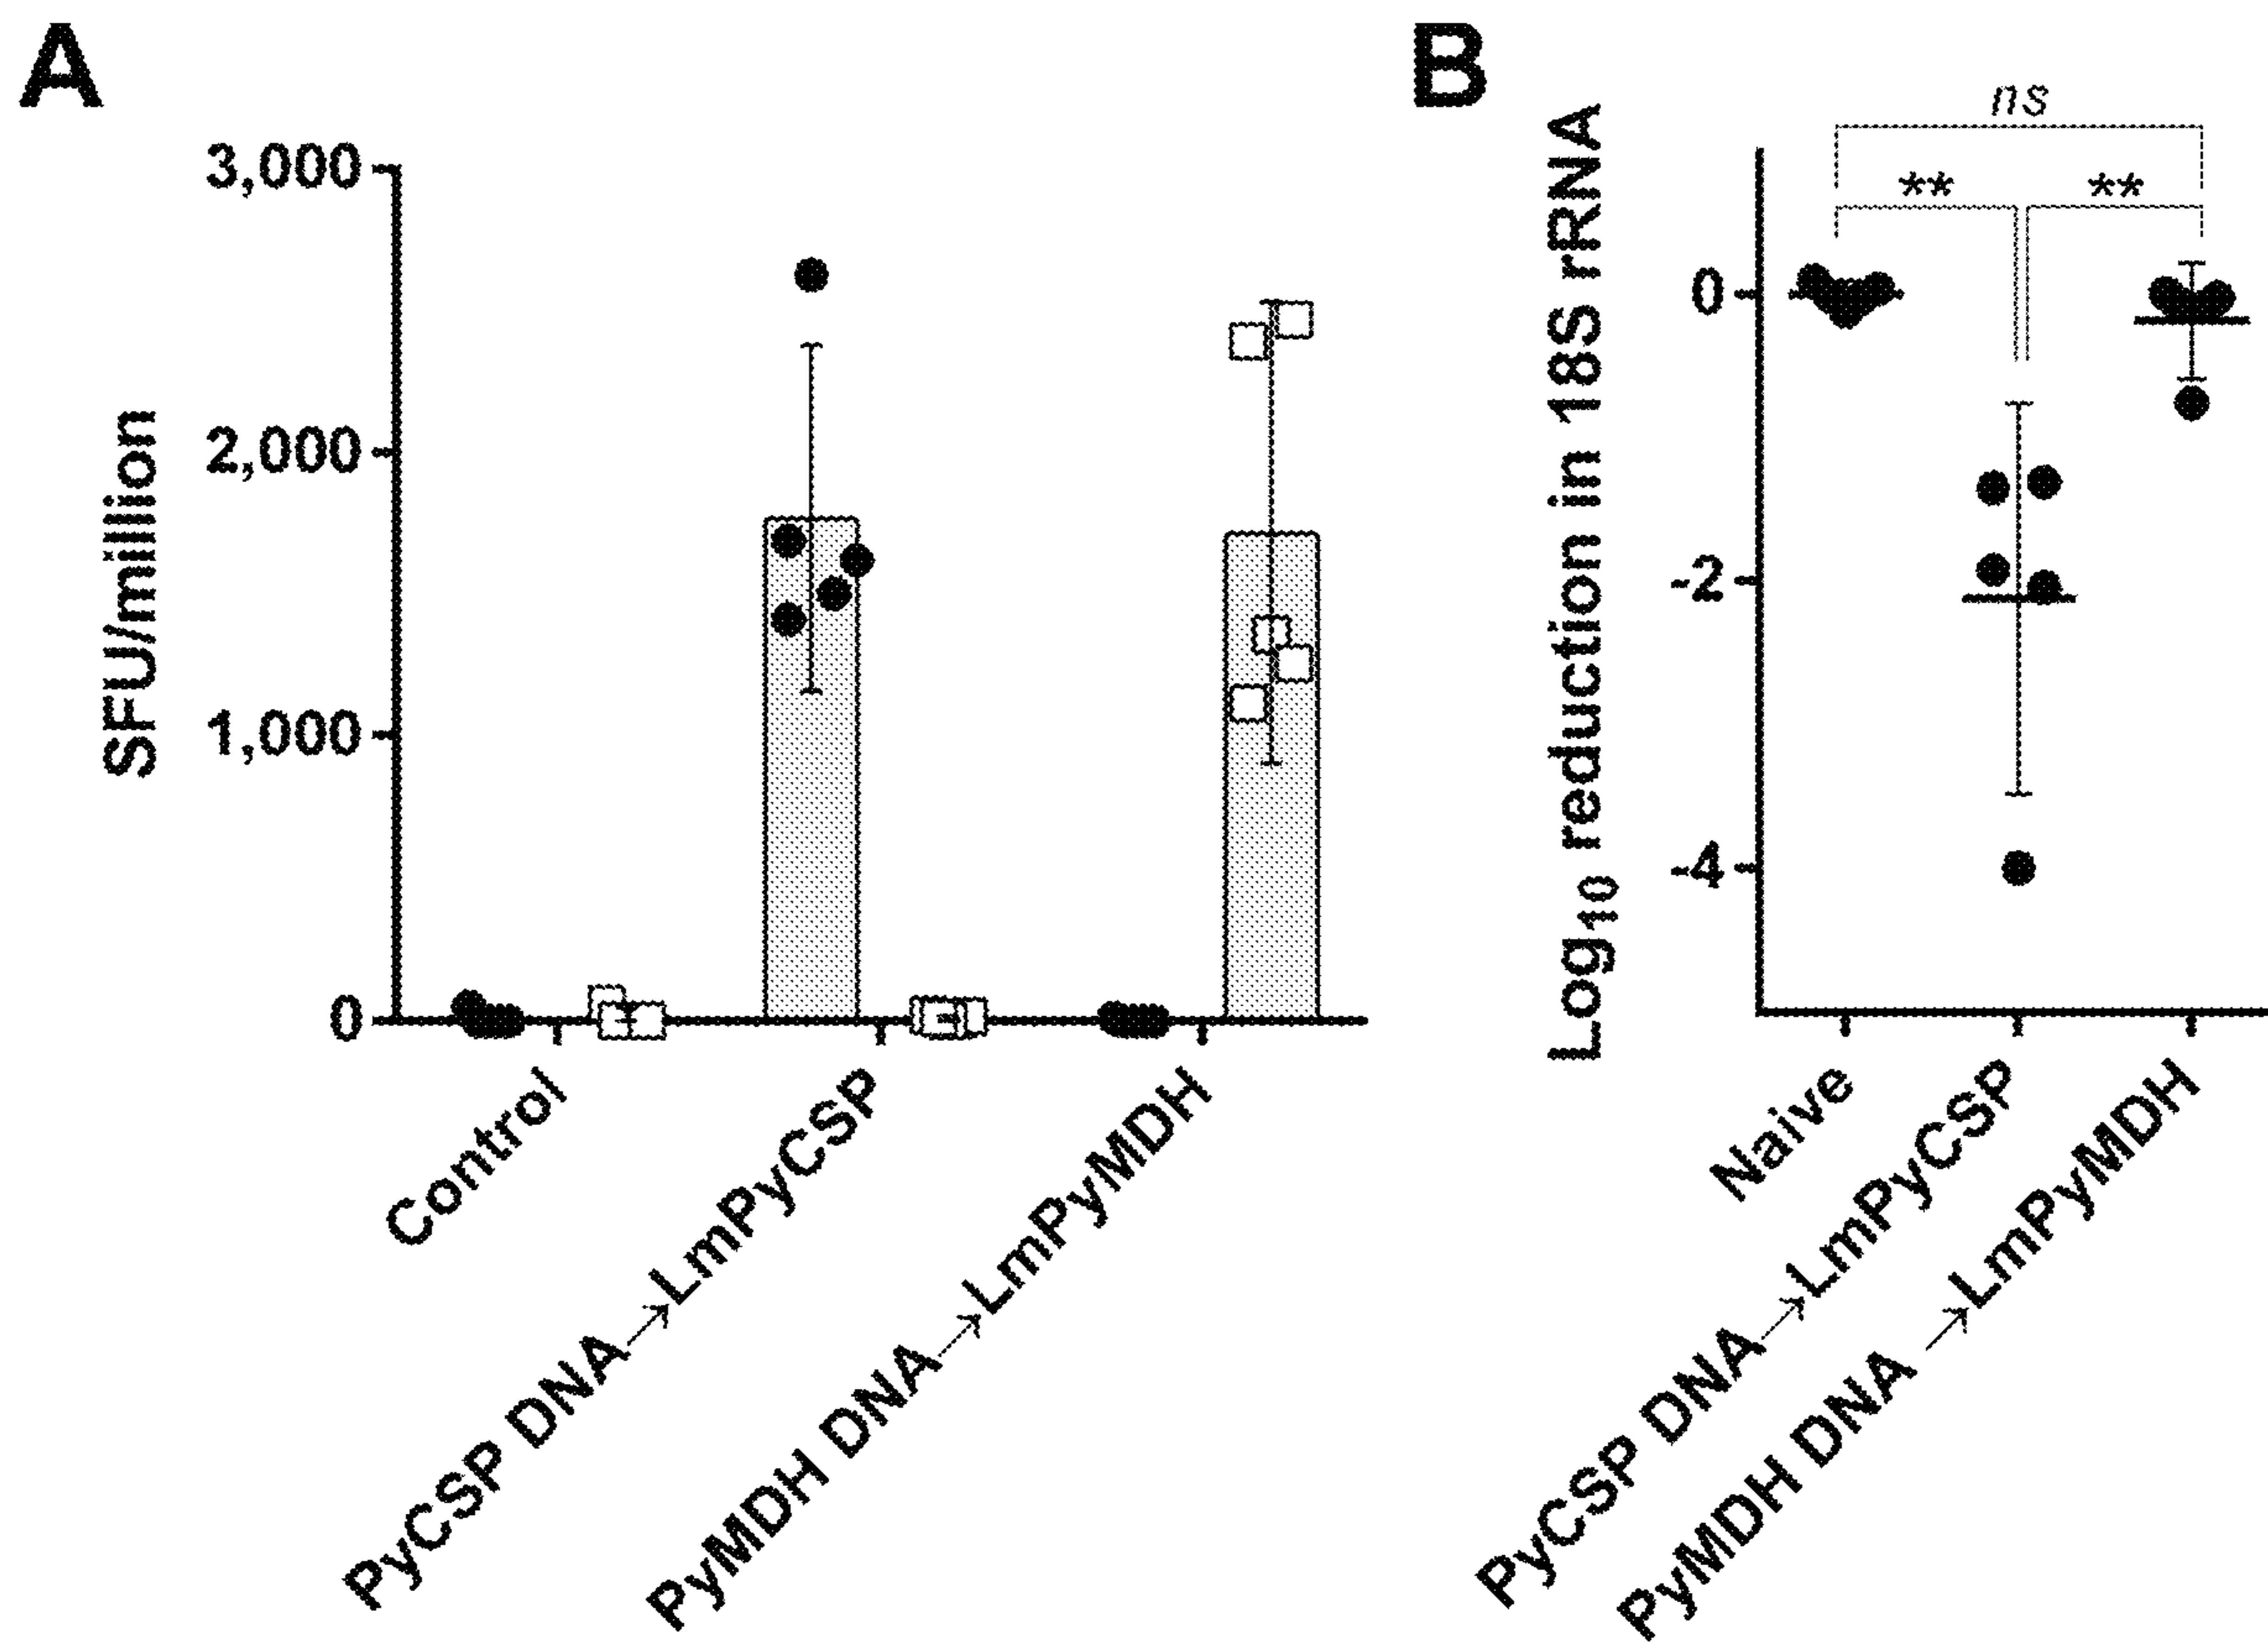 A
SFU/million
3,000
2,000
1,000
0
Control
PyCSP DNA→LmPyCSP
PyMDH DNA→LmPyMDH
B
Log10 reduction in 18S rRNA
ns
** **
0
-2
-4
Naive
PyCSP DNA→LmPyCSP
PyMDH DNA →LmPyMDH